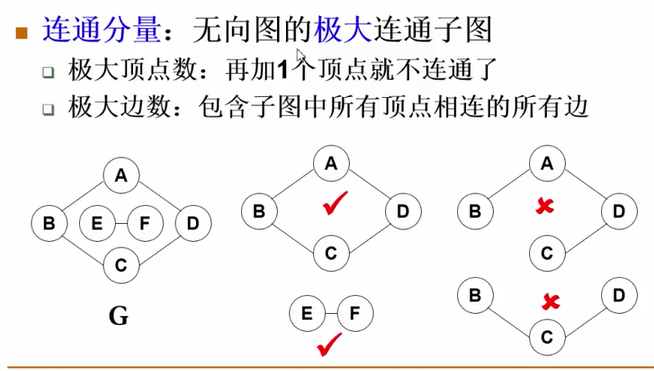 连通分量：无向图的极大连通子图
极大顶点数：再加1个顶点就不连通了
极大边数：包含子图中所有顶点相连的所有边
A
B E F D
C
G
A
B D
C
E F
A
B D
C
B D
C